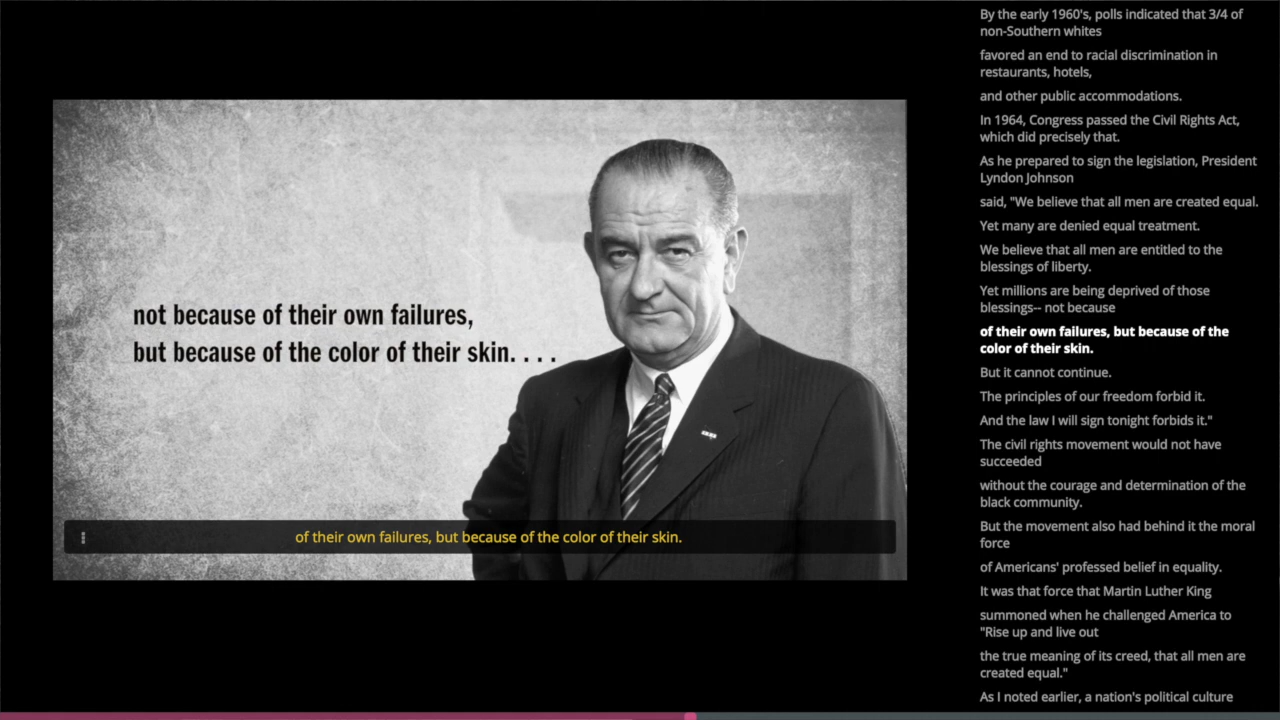 not because of their own failures,
but because of the color of their skin. . . .
of their own failures, but because of the color of their skin.
By the early 1960's, polls indicated that 3/4 of
non-Southern whites
favored an end to racial discrimination in
restaurants, hotels,
and other public accommodations.
In 1964, Congress passed the Civil Rights Act,
which did precisely that.
As he prepared to sign the legislation, President
Lyndon Johnson
said, "We believe that all men are created equal.
Yet many are denied equal treatment.
We believe that all men are entitled to the
blessings of liberty.
Yet millions are being deprived of those
blessings-- not because
of their own failures, but because of the
color of their skin.
But it cannot continue.
The principles of our freedom forbid it.
And the law I will sign tonight forbids it."
The civil rights movement would not have
succeeded
without the courage and determination of the
black community.
But the movement also had behind it the moral
force
of Americans' professed belief in equality.
It was that force that Martin Luther King
summoned when he challenged America to
"Rise up and live out
the true meaning of its creed, that all men are
created equal."
As I noted earlier, a nation's political culture